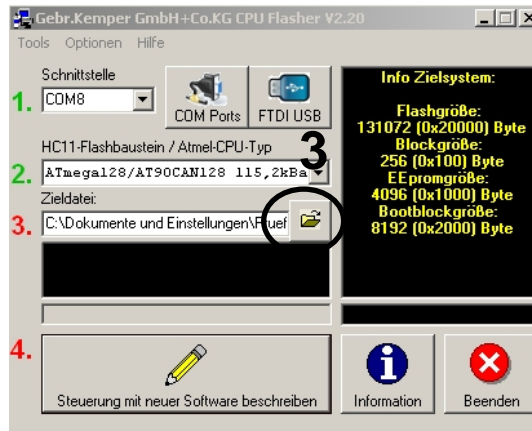 Gebr.Kemper GmbH+Co.KG CPU Flasher V2.20
Tools Optionen Hilfe
Schnittstelle
1. COM8
COM Ports
FTDI USB
HC11-Flashbaustein / Atmel-CPU-Typ
3
2. ATmega128/AT90CAN128 115,2kBa
Zieldatei:
3. C:\Dokumente und Einstellungen\Pruef
Info Zielsystem:
Flashgröße:
131072 (0x20000) Byte
Blockgröße:
256 (0x100) Byte
EEpromgröße:
4096 (0x1000) Byte
Bootblockgröße:
8192 (0x2000) Byte
4.
Steuerung mit neuer Software beschreiben
Information
Beenden